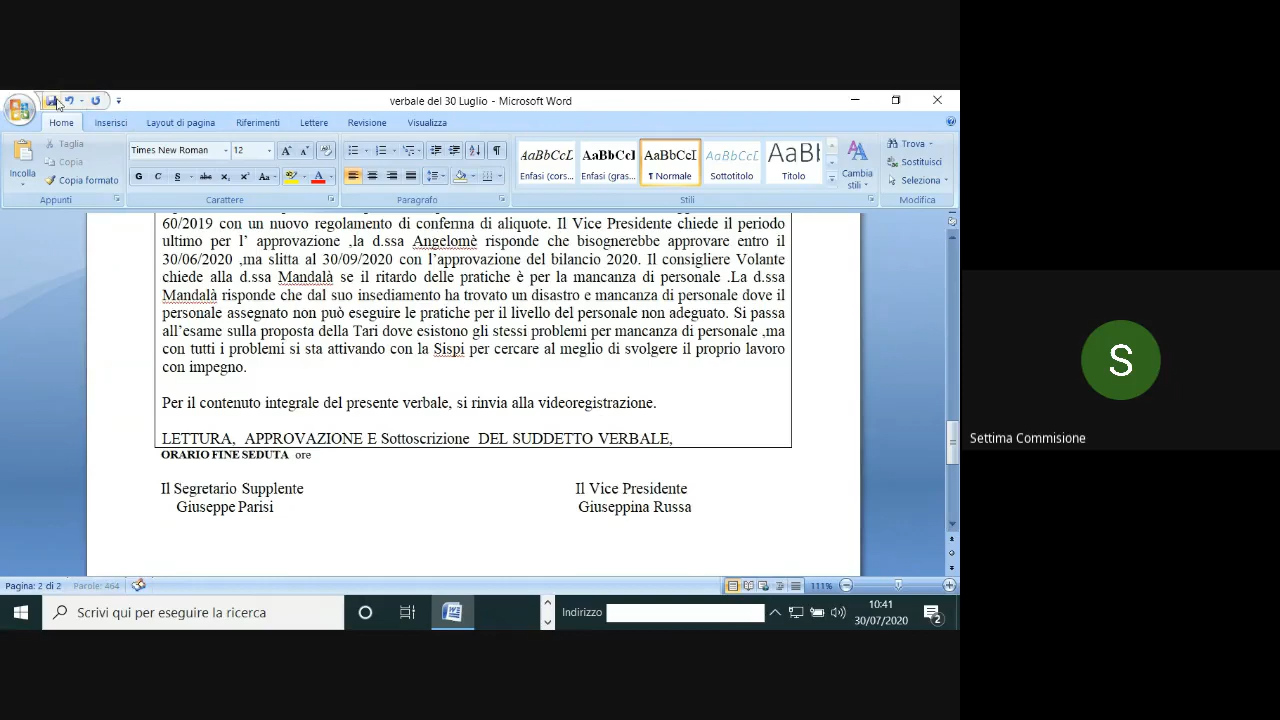 verbale del 30 Luglio - Microsoft Word
Home Inserisci Layout di pagina Riferimenti Lettere Revisione Visualizza
Incolla
Taglia
Copia
Copia formato
Appunti
Times New Roman 12
G C S abc x₂ x² Aa
Carattere
Paragrafo
AaBbCcL AaBbCcI AaBbCcI AaBbCcL AaBb
Enfasi (cors... Enfasi (gras... ¶ Normale Sottotitolo Titolo
Cambia stili
Stili
Trova
Sostituisci
Seleziona
Modifica
60/2019 con un nuovo regolamento di conferma di aliquote. Il Vice Presidente chiede il periodo
ultimo per l' approvazione ,la d.ssa Angelomè risponde che bisognerebbe approvare entro il
30/06/2020 ,ma slitta al 30/09/2020 con l'approvazione del bilancio 2020. Il consigliere Volante
chiede alla d.ssa Mandalà se il ritardo delle pratiche è per la mancanza di personale .La d.ssa
Mandalà risponde che dal suo insediamento ha trovato un disastro e mancanza di personale dove il
personale assegnato non può eseguire le pratiche per il livello del personale non adeguato. Si passa
all'esame sulla proposta della Tari dove esistono gli stessi problemi per mancanza di personale ,ma
con tutti i problemi si sta attivando con la Sispi per cercare al meglio di svolgere il proprio lavoro
con impegno.
Per il contenuto integrale del presente verbale, si rinvia alla videoregistrazione.
LETTURA, APPROVAZIONE E Sottoscrizione DEL SUDDETTO VERBALE,
ORARIO FINE SEDUTA ore
Il Segretario Supplente Il Vice Presidente
Giuseppe Parisi Giuseppina Russa
Pagina: 2 di 2 Parole: 464 111%
Scrivi qui per eseguire la ricerca
Indirizzo
10:41
30/07/2020
2
S
Settima Commisione